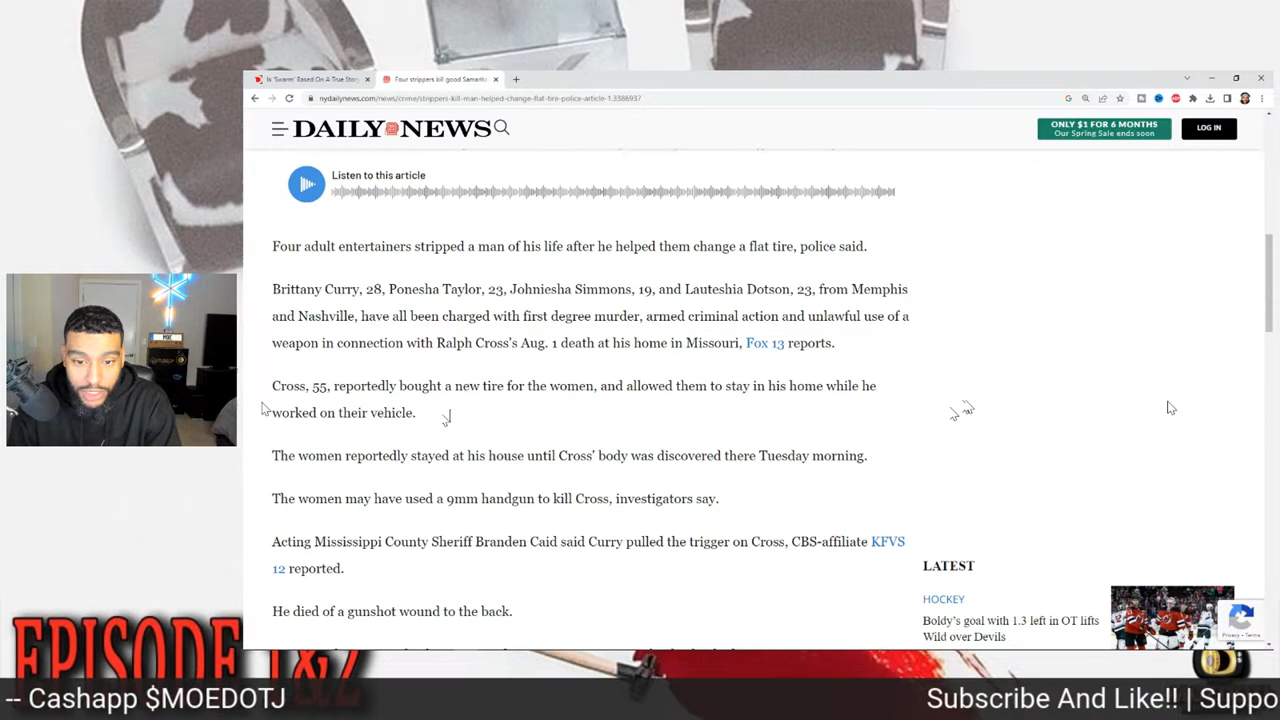 Is 'Swarm' Based On A True Stor
Four strippers kill good Samarita
nydailynews.com/news/crime/strippers-kill-man-helped-change-flat-tire-police-article-1.3386937
DAILY NEWS
ONLY $1 FOR 6 MONTHS
Our Spring Sale ends soon
LOG IN
Listen to this article
Four adult entertainers stripped a man of his life after he helped them change a flat tire, police said.
Brittany Curry, 28, Ponesha Taylor, 23, Johniesha Simmons, 19, and Lauteshia Dotson, 23, from Memphis
and Nashville, have all been charged with first degree murder, armed criminal action and unlawful use of a
weapon in connection with Ralph Cross's Aug. 1 death at his home in Missouri, Fox 13 reports.
Cross, 55, reportedly bought a new tire for the women, and allowed them to stay in his home while he
worked on their vehicle.
The women reportedly stayed at his house until Cross' body was discovered there Tuesday morning.
The women may have used a 9mm handgun to kill Cross, investigators say.
Acting Mississippi County Sheriff Branden Caid said Curry pulled the trigger on Cross, CBS-affiliate KFVS
12 reported.
He died of a gunshot wound to the back.
LATEST
HOCKEY
Boldy's goal with 1.3 left in OT lifts
Wild over Devils
Privacy - Terms
EPISODE 1&2
-- Cashapp $MOEDOTJ
Subscribe And Like!! | Suppo